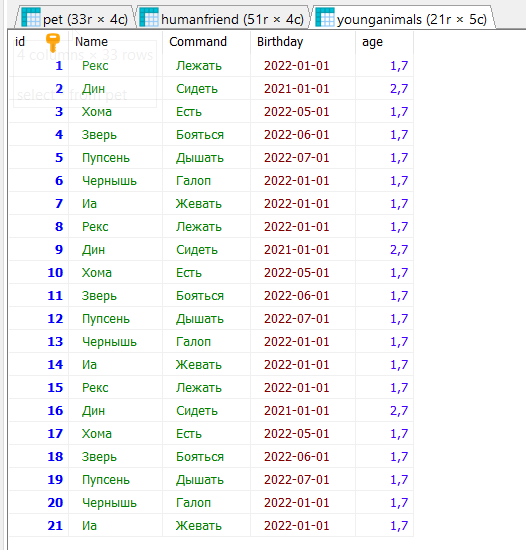 pet (33r × 4c) humanfriend (51r × 4c) younganimals (21r × 5c)
id Name Command Birthday age
4 columns × 33 rows
1 Рекс Лежать 2022-01-01 1,7
2 Дин Сидеть 2021-01-01 2,7
3 Хома Есть 2022-05-01 1,7
4 Зверь Бояться 2022-06-01 1,7
5 Пупсень Дышать 2022-07-01 1,7
6 Чернышь Галоп 2022-01-01 1,7
7 Иа Жевать 2022-01-01 1,7
8 Рекс Лежать 2022-01-01 1,7
9 Дин Сидеть 2021-01-01 2,7
10 Хома Есть 2022-05-01 1,7
11 Зверь Бояться 2022-06-01 1,7
12 Пупсень Дышать 2022-07-01 1,7
13 Чернышь Галоп 2022-01-01 1,7
14 Иа Жевать 2022-01-01 1,7
15 Рекс Лежать 2022-01-01 1,7
16 Дин Сидеть 2021-01-01 2,7
17 Хома Есть 2022-05-01 1,7
18 Зверь Бояться 2022-06-01 1,7
19 Пупсень Дышать 2022-07-01 1,7
20 Чернышь Галоп 2022-01-01 1,7
21 Иа Жевать 2022-01-01 1,7